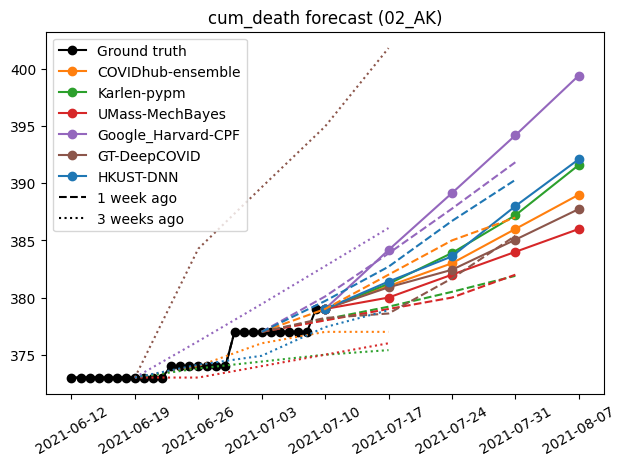 cum_death forecast (02_AK)
Ground truth
COVIDhub-ensemble
Karlen-pypm
UMass-MechBayes
Google_Harvard-CPF
GT-DeepCOVID
HKUST-DNN
1 week ago
3 weeks ago
400
395
390
385
380
375
2021-06-12
2021-06-19
2021-06-26
2021-07-03
2021-07-10
2021-07-17
2021-07-24
2021-07-31
2021-08-07